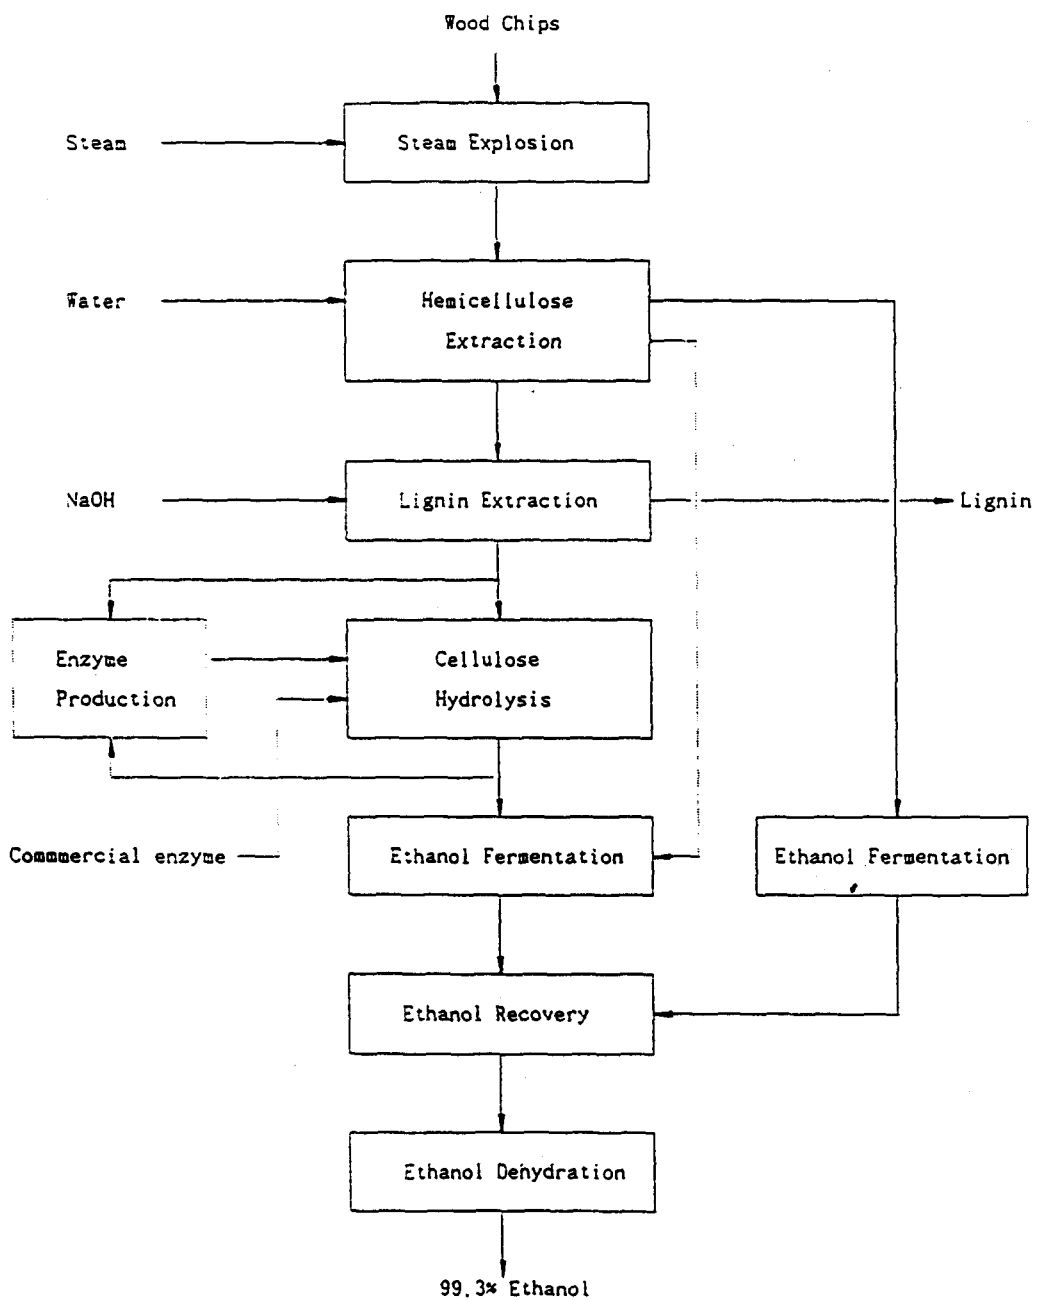 Wood Chips
Steam
Steam Explosion
Water
Hemicellulose
Extraction
NaOH
Lignin Extraction
Lignin
Enzyme
Production
Cellulose
Hydrolysis
Commmercial enzyme
Ethanol Fermentation
Ethanol Fermentation
Ethanol Recovery
Ethanol Dehydration
99.3% Ethanol